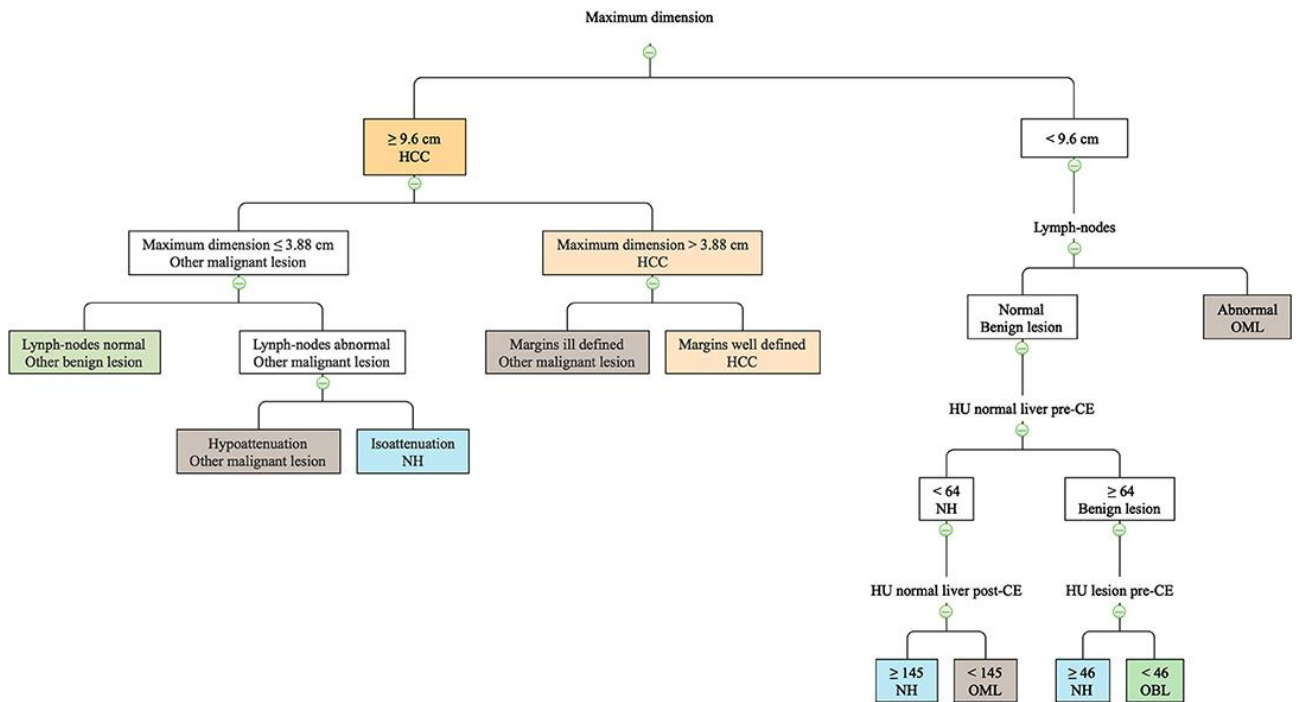 Maximum dimension
≥ 9.6 cm
HCC
< 9.6 cm
Maximum dimension ≤ 3.88 cm
Other malignant lesion
Maximum dimension > 3.88 cm
HCC
Lymph-nodes
Lynph-nodes normal
Other benign lesion
Lynph-nodes abnormal
Other malignant lesion
Margins ill defined
Other malignant lesion
Margins well defined
HCC
Normal
Benign lesion
Abnormal
OML
Hypoattenuation
Other malignant lesion
Isoattenuation
NH
HU normal liver pre-CE
< 64
NH
≥ 64
Benign lesion
HU normal liver post-CE
HU lesion pre-CE
≥ 145
NH
< 145
OML
≥ 46
NH
< 46
OBL